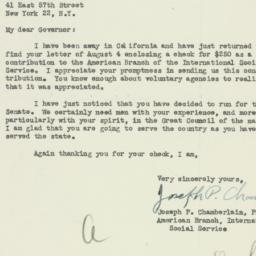 41 East 57th Street
New York 22, N.Y.
My dear Governor:
I have been away in California and have just returned
find your letter of August 4 enclosing a check for $250 as a
contribution to the American Branch of the International Soci
Service. I appreciate your promptness in sending us this con
tribution. You know enough about voluntary agencies to reali
that it was appreciated.
I have just noticed that you have decided to run for t
Senate. We certainly need men with your experience, and more
particularly with your spirit, in the Great Council of the na
I am glad that you are going to serve the country as you have
served the state.
Again thanking you for your check, I am,
Very sincerely yours,
Joseph P. Cham
Joseph P. Chamberlain, P
American Branch, Internat
Social Service